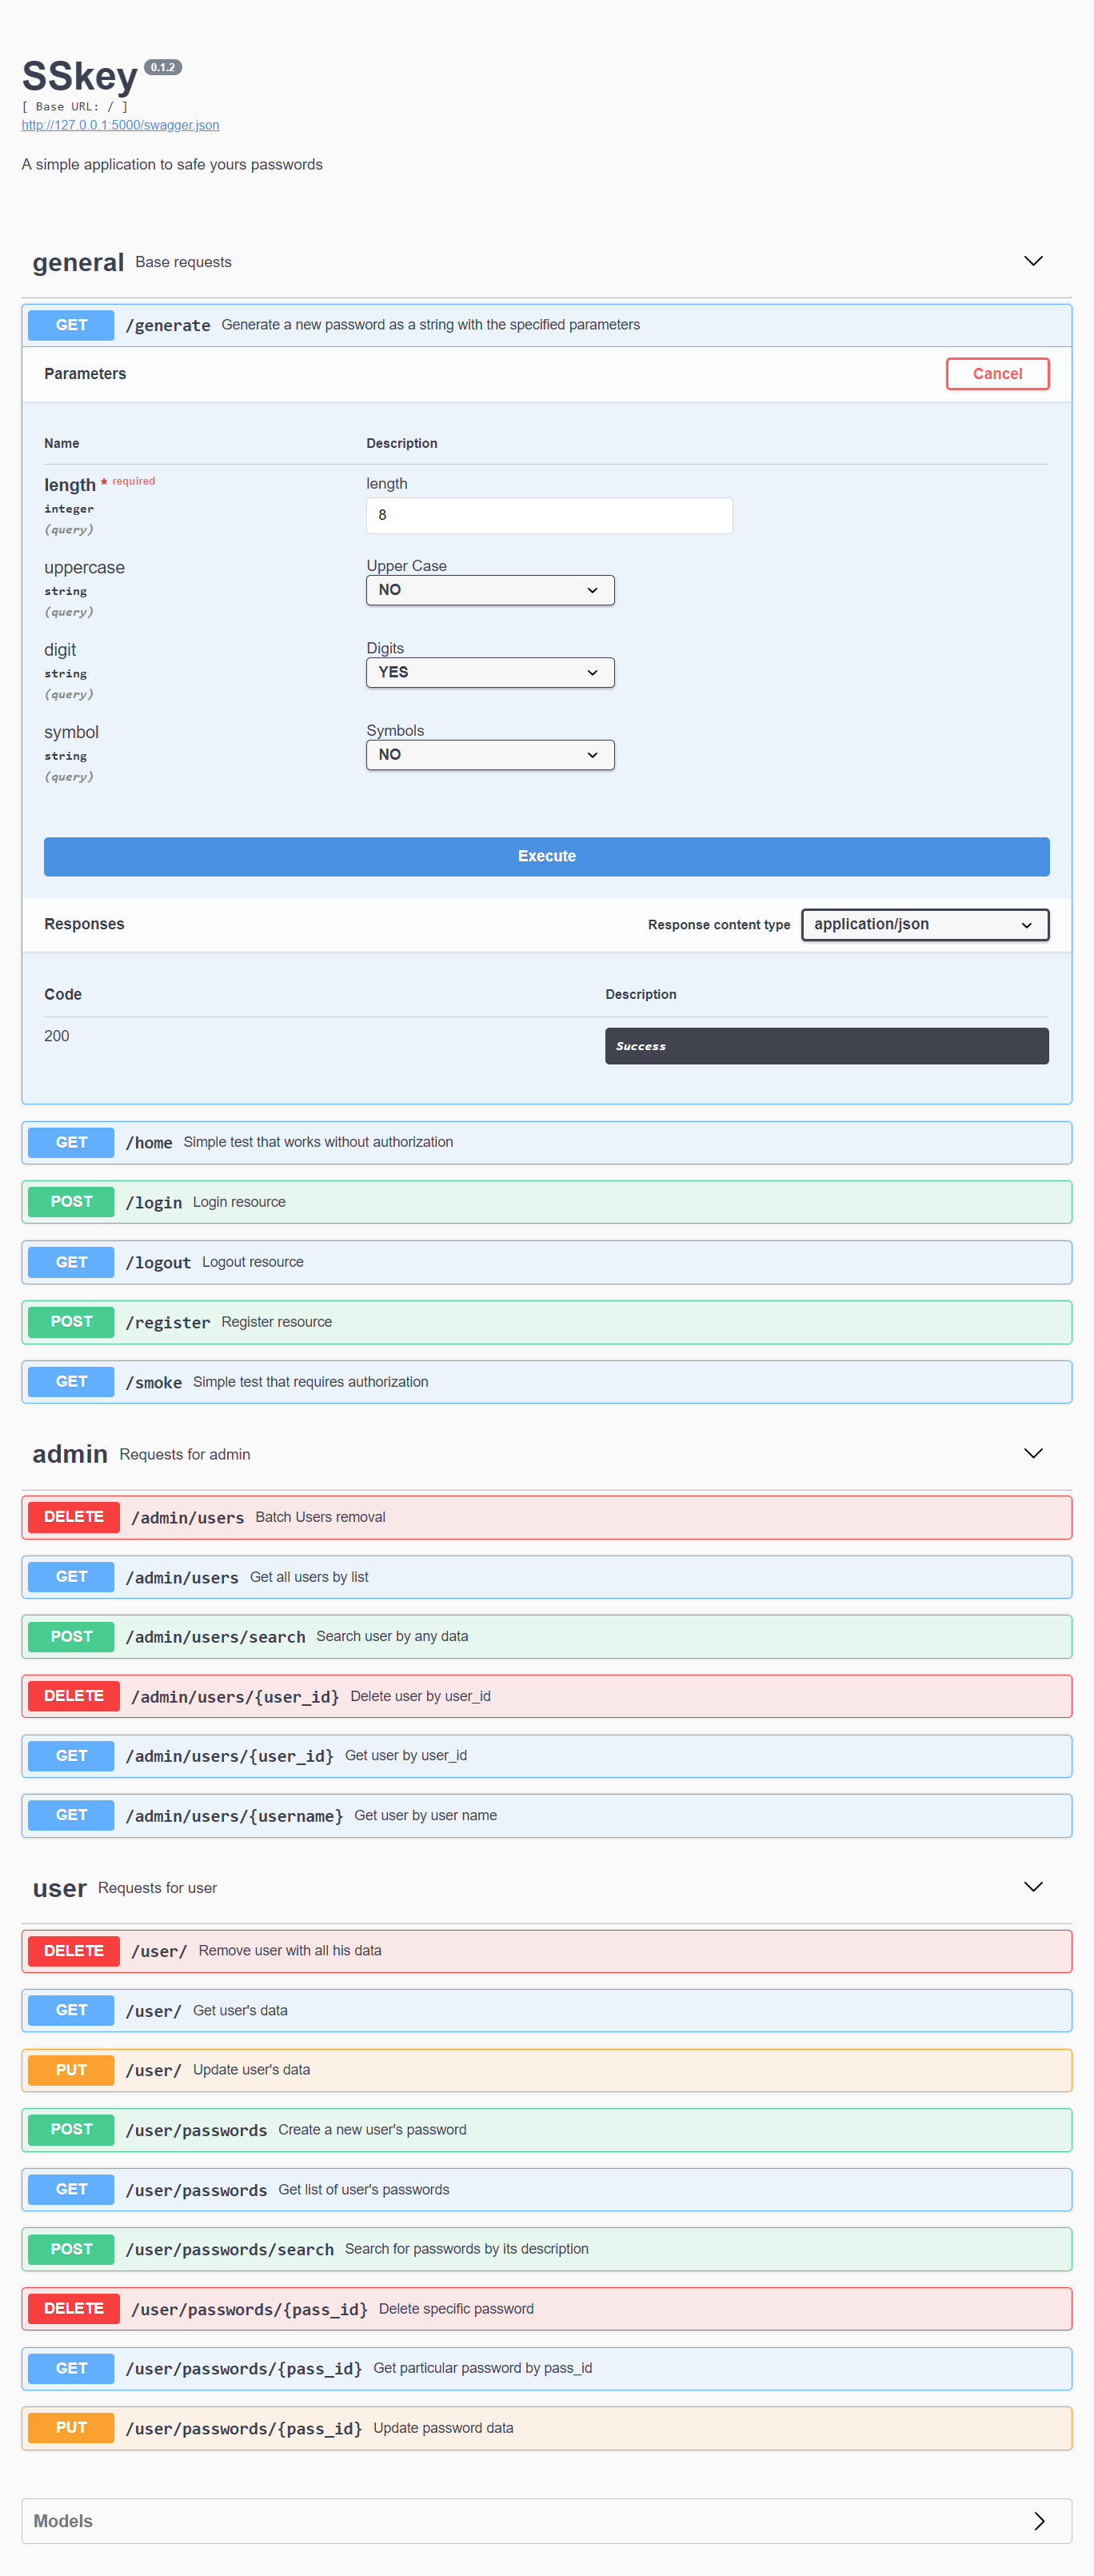 SSkey 0.1.2
[ Base URL: / ]
http://127.0.0.1:5000/swagger.json
A simple application to safe yours passwords
general Base requests
GET /generate Generate a new password as a string with the specified parameters
Parameters Cancel
Name Description
length * required length
integer 8
(query)
uppercase Upper Case
string NO
(query)
digit Digits
string YES
(query)
symbol Symbols
string NO
(query)
Execute
Responses Response content type application/json
Code Description
200 Success
GET /home Simple test that works without authorization
POST /login Login resource
GET /logout Logout resource
POST /register Register resource
GET /smoke Simple test that requires authorization
admin Requests for admin
DELETE /admin/users Batch Users removal
GET /admin/users Get all users by list
POST /admin/users/search Search user by any data
DELETE /admin/users/{user_id} Delete user by user_id
GET /admin/users/{user_id} Get user by user_id
GET /admin/users/{username} Get user by user name
user Requests for user
DELETE /user/ Remove user with all his data
GET /user/ Get user's data
PUT /user/ Update user's data
POST /user/passwords Create a new user's password
GET /user/passwords Get list of user's passwords
POST /user/passwords/search Search for passwords by its description
DELETE /user/passwords/{pass_id} Delete specific password
GET /user/passwords/{pass_id} Get particular password by pass_id
PUT /user/passwords/{pass_id} Update password data
Models